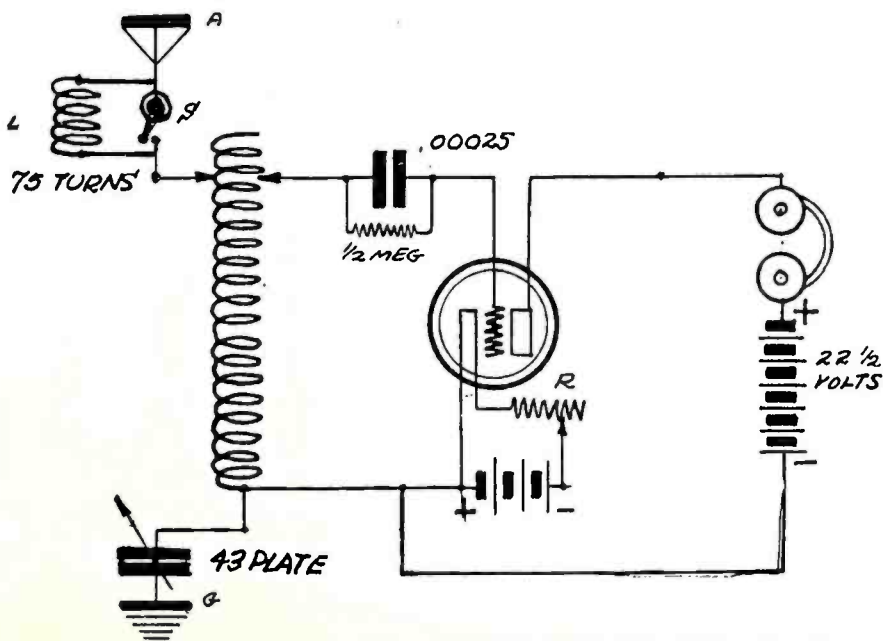 A
L
S
75 TURNS
.00025
1/2 MEG
R
+
22 1/2
VOLTS
-
+
-
43 PLATE
G